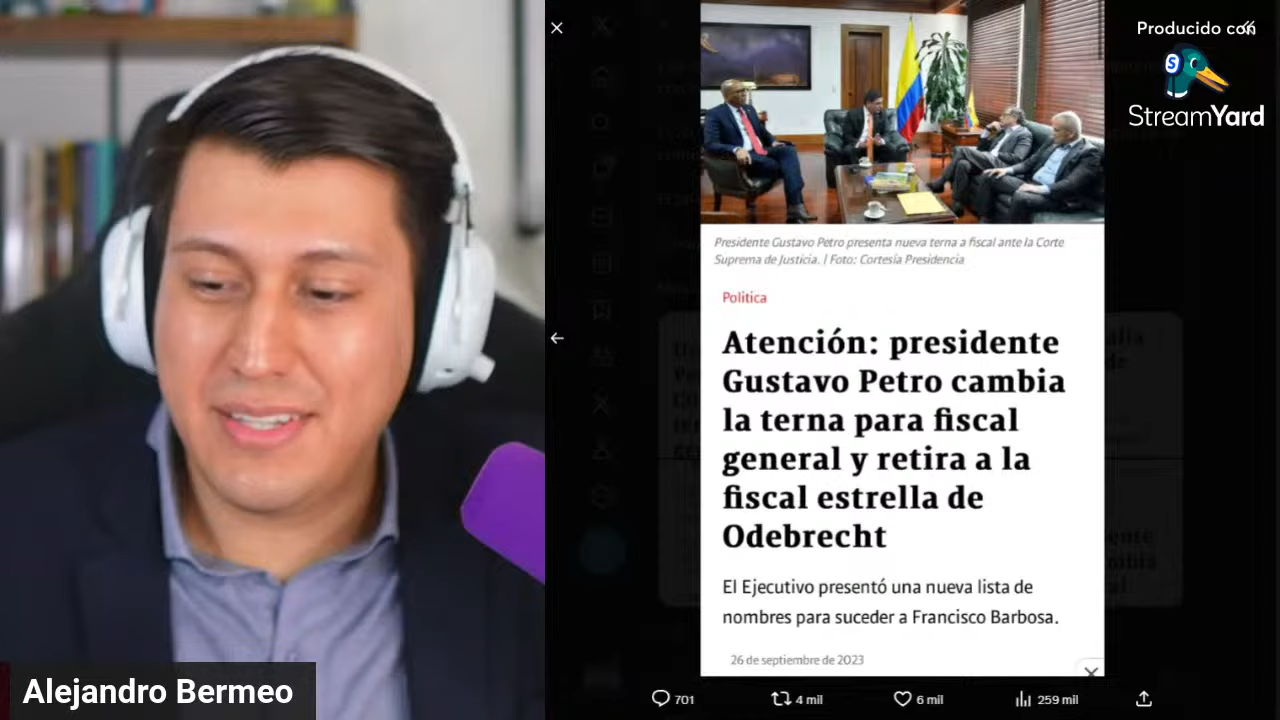 Producido con
StreamYard
Presidente Gustavo Petro presenta nueva terna a fiscal ante la Corte
Suprema de Justicia. | Foto: Cortesía Presidencia
Política
Atención: presidente
Gustavo Petro cambia
la terna para fiscal
general y retira a la
fiscal estrella de
Odebrecht
El Ejecutivo presentó una nueva lista de
nombres para suceder a Francisco Barbosa.
26 de septiembre de 2023
701 4 mil 6 mil 259 mil
Alejandro Bermeo